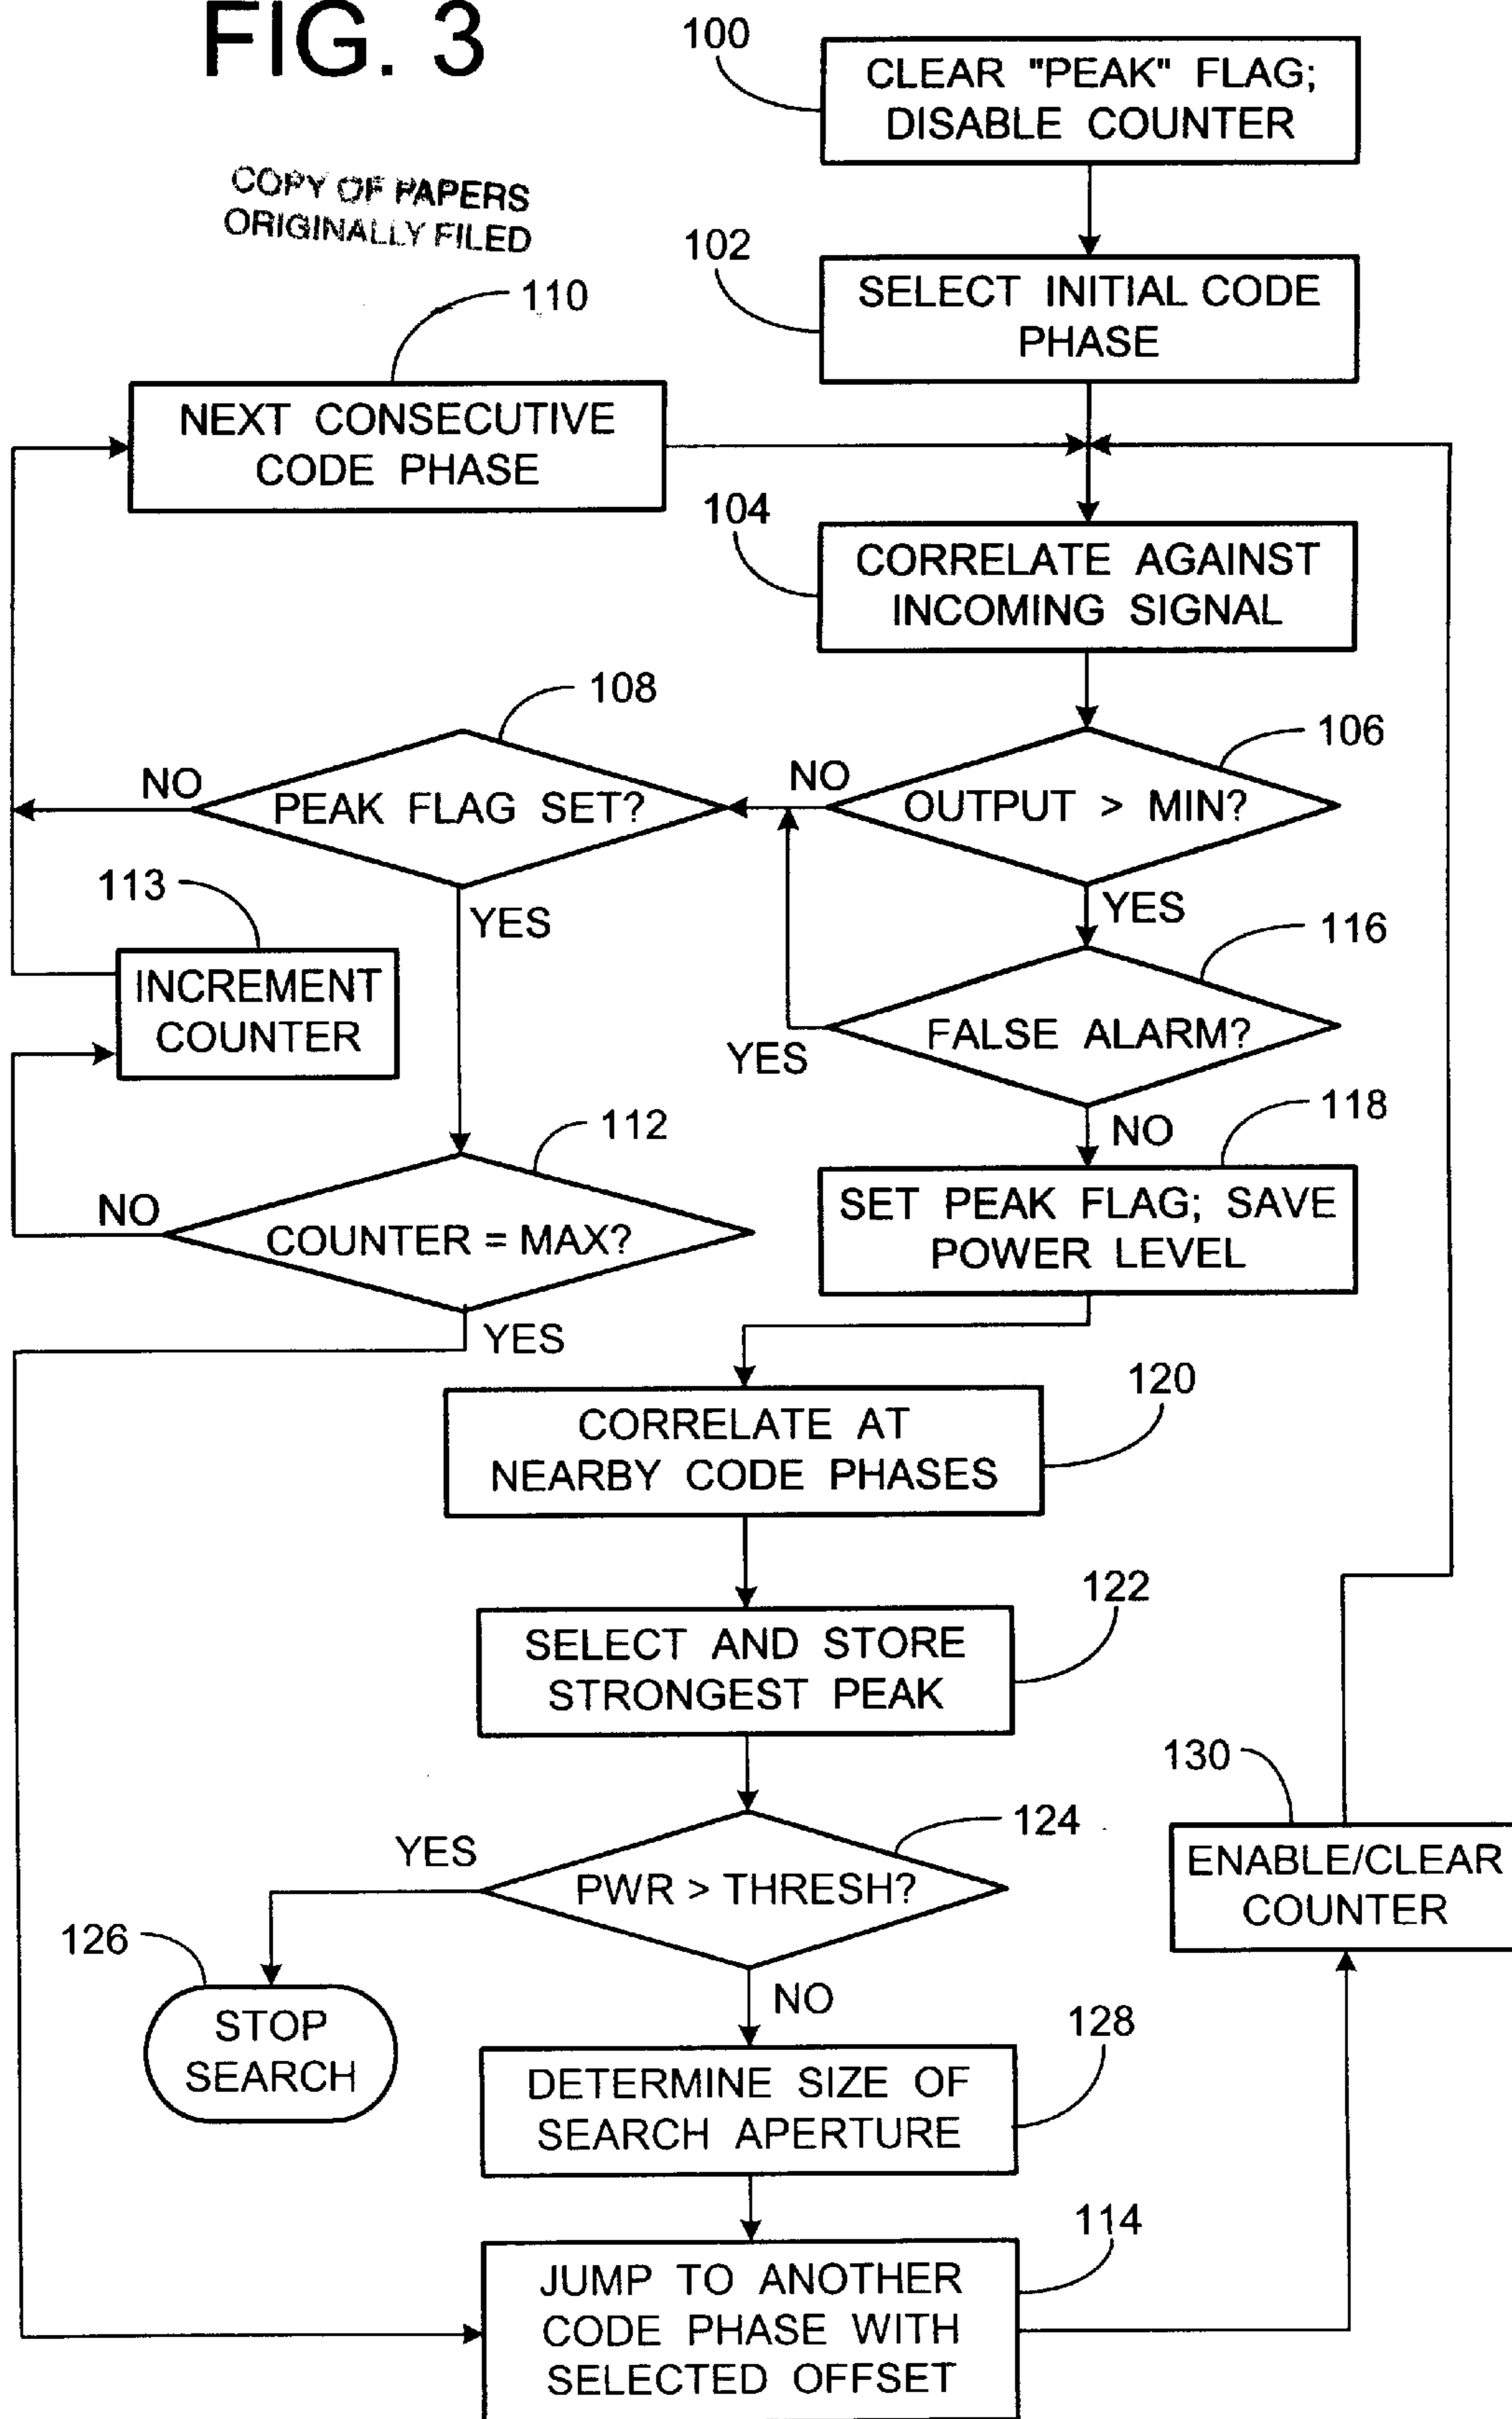 FIG. 3
COPY OF PAPERS
ORIGINALLY FILED
100
CLEAR "PEAK" FLAG;
DISABLE COUNTER
102
SELECT INITIAL CODE
PHASE
110
NEXT CONSECUTIVE
CODE PHASE
104
CORRELATE AGAINST
INCOMING SIGNAL
106
OUTPUT > MIN?
NO
YES
108
PEAK FLAG SET?
NO
YES
113
INCREMENT
COUNTER
116
FALSE ALARM?
YES
NO
112
COUNTER = MAX?
NO
YES
118
SET PEAK FLAG; SAVE
POWER LEVEL
120
CORRELATE AT
NEARBY CODE PHASES
122
SELECT AND STORE
STRONGEST PEAK
124
PWR > THRESH?
YES
NO
126
STOP
SEARCH
130
ENABLE/CLEAR
COUNTER
128
DETERMINE SIZE OF
SEARCH APERTURE
114
JUMP TO ANOTHER
CODE PHASE WITH
SELECTED OFFSET